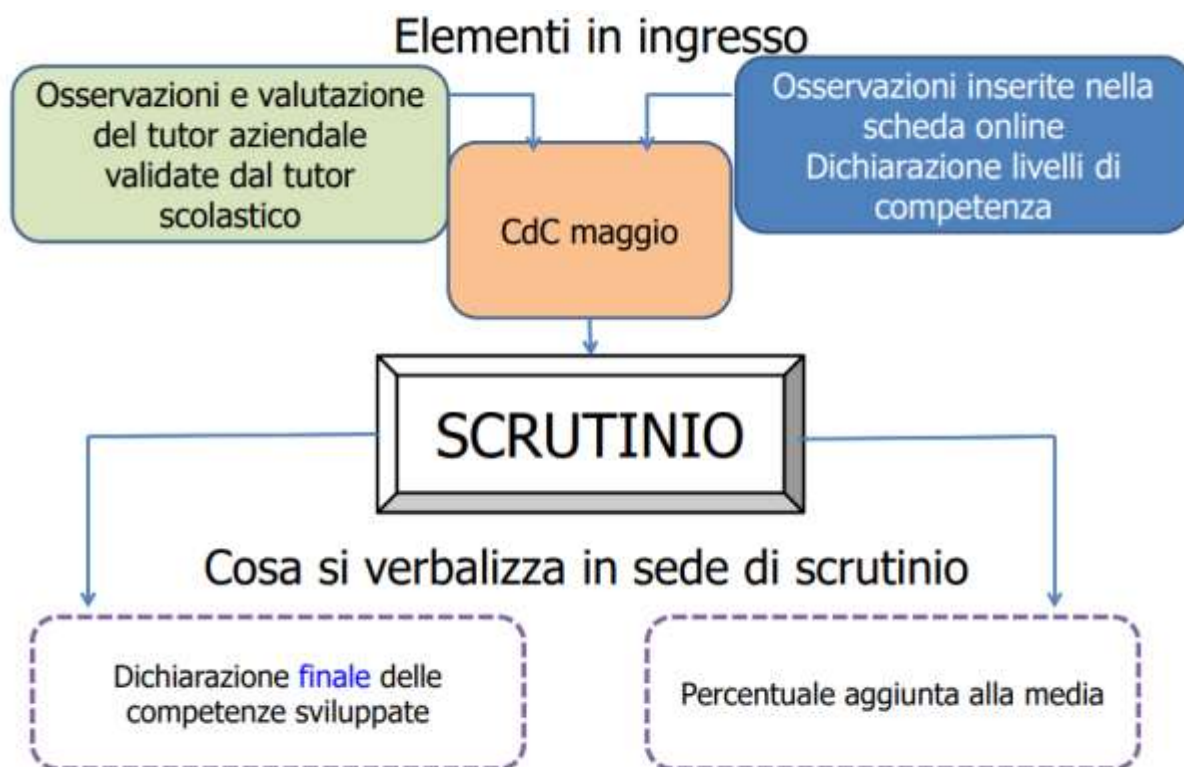 Elementi in ingresso
Osservazioni e valutazione
del tutor aziendale
validate dal tutor
scolastico
Osservazioni inserite nella
scheda online
Dichiarazione livelli di
competenza
CdC maggio
SCRUTINIO
Cosa si verbalizza in sede di scrutinio
Dichiarazione finale delle
competenze sviluppate
Percentuale aggiunta alla media